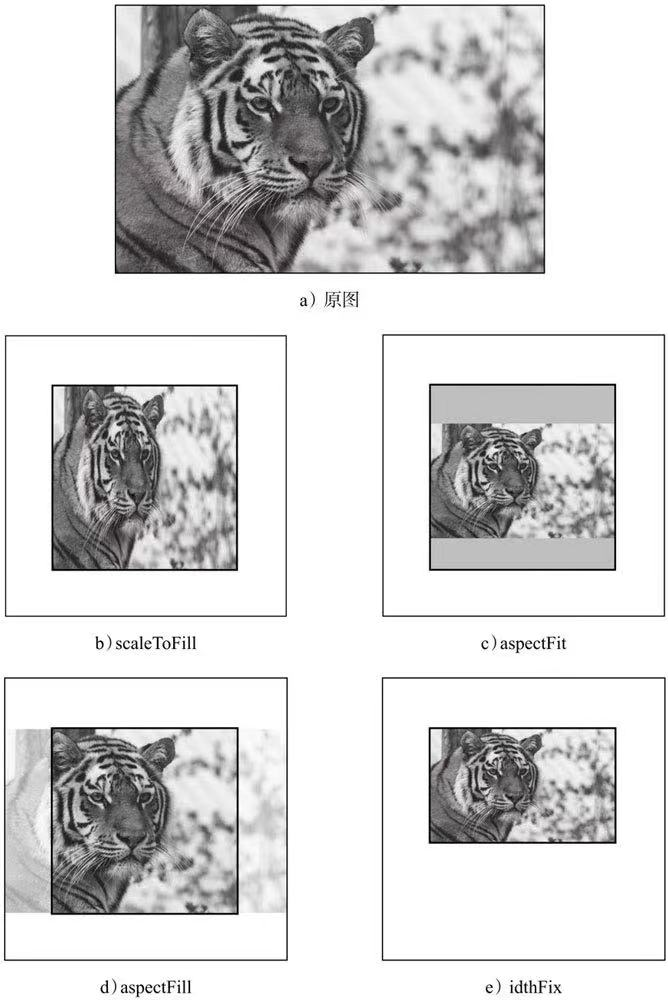 a）原图
b）scaleToFill
c）aspectFit
d）aspectFill
e） idthFix